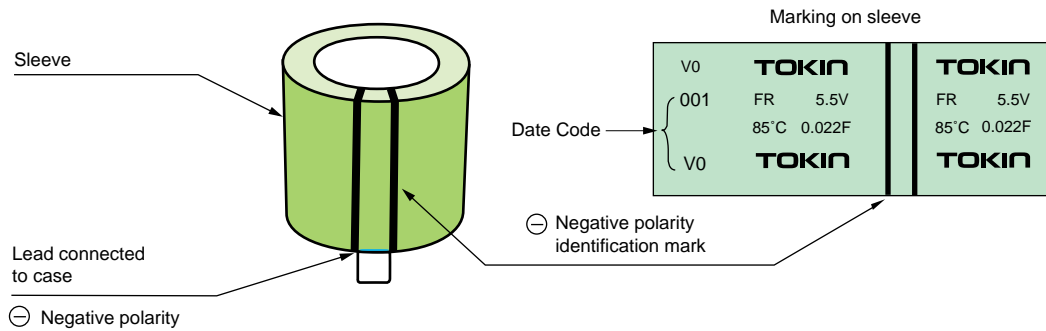 Marking on sleeve
Sleeve
V0 TOKIN TOKIN
001 FR 5.5V FR 5.5V
Date Code
85°C 0.022F 85°C 0.022F
V0 TOKIN TOKIN
⊖ Negative polarity
identification mark
Lead connected
to case
⊖ Negative polarity